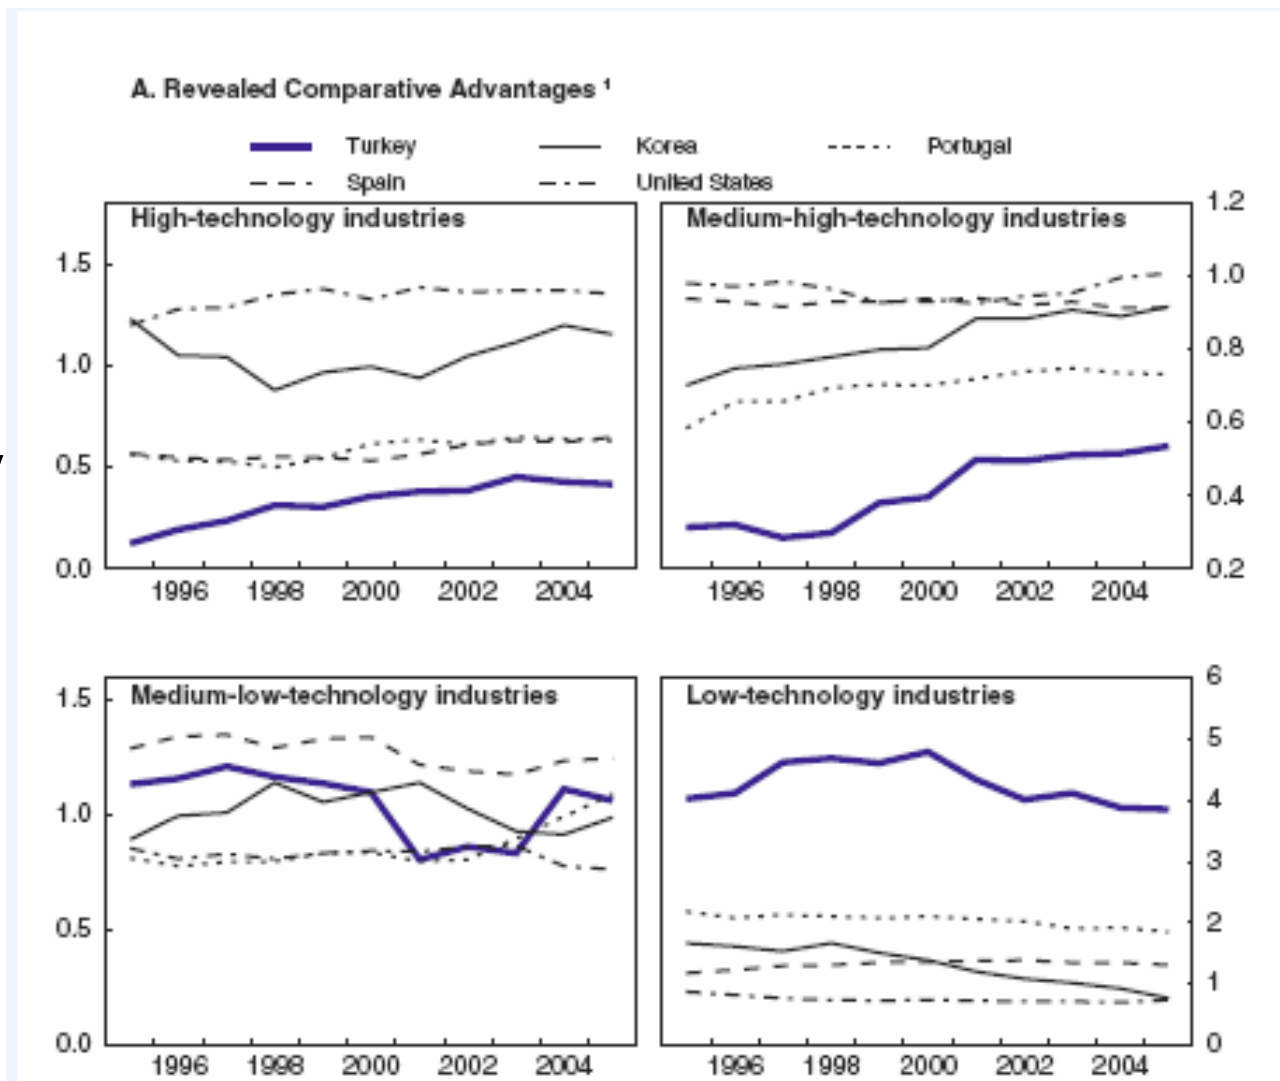 A. Revealed Comparative Advantages ¹
Turkey Korea Portugal
Spain United States
High-technology industries
1.5
1.0
0.5
0.0
1996 1998 2000 2002 2004
Medium-high-technology industries
1.2
1.0
0.8
0.6
0.4
0.2
1996 1998 2000 2002 2004
Medium-low-technology industries
1.5
1.0
0.5
0.0
1996 1998 2000 2002 2004
Low-technology industries
6
5
4
3
2
1
0
1996 1998 2000 2002 2004